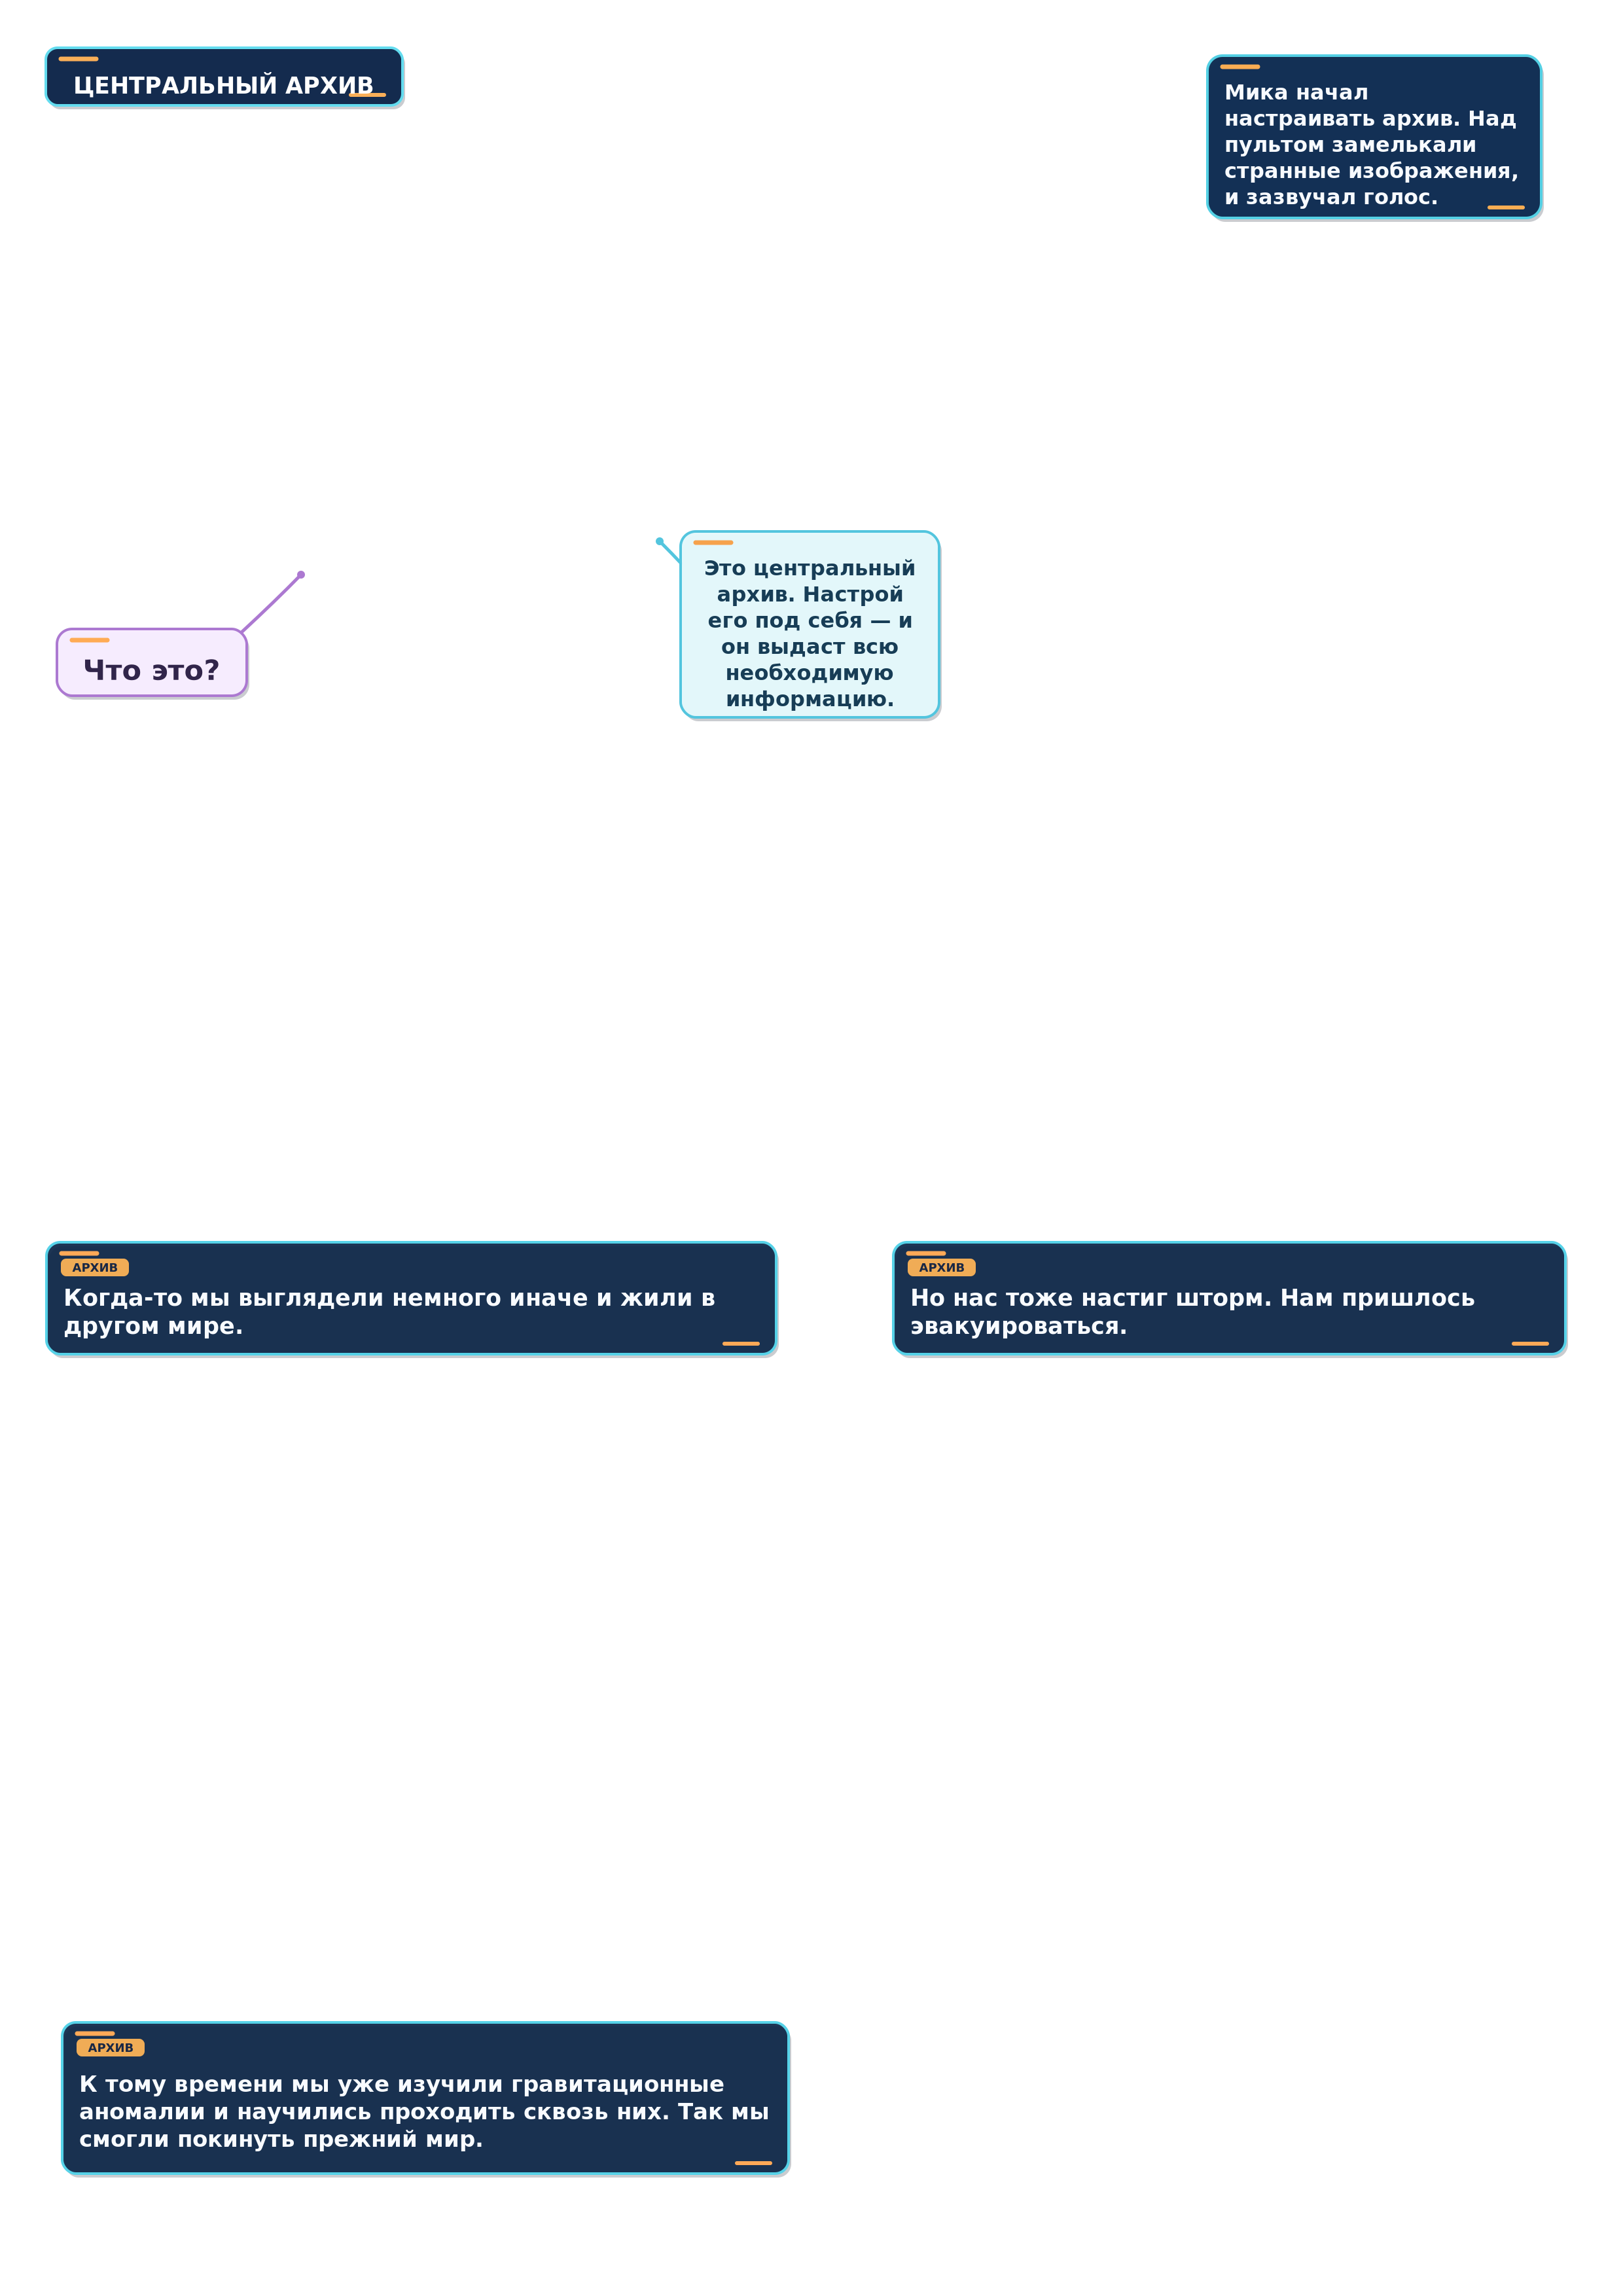 ЦЕНТРАЛЬНЫЙ АРХИВ
Мика начал
настраивать архив. Над
пультом замелькали
странные изображения,
и зазвучал голос.
Что это?
Это центральный
архив. Настрой
его под себя — и
он выдаст всю
необходимую
информацию.
АРХИВ
Когда-то мы выглядели немного иначе и жили в
другом мире.
АРХИВ
Но нас тоже настиг шторм. Нам пришлось
эвакуироваться.
АРХИВ
К тому времени мы уже изучили гравитационные
аномалии и научились проходить сквозь них. Так мы
смогли покинуть прежний мир.